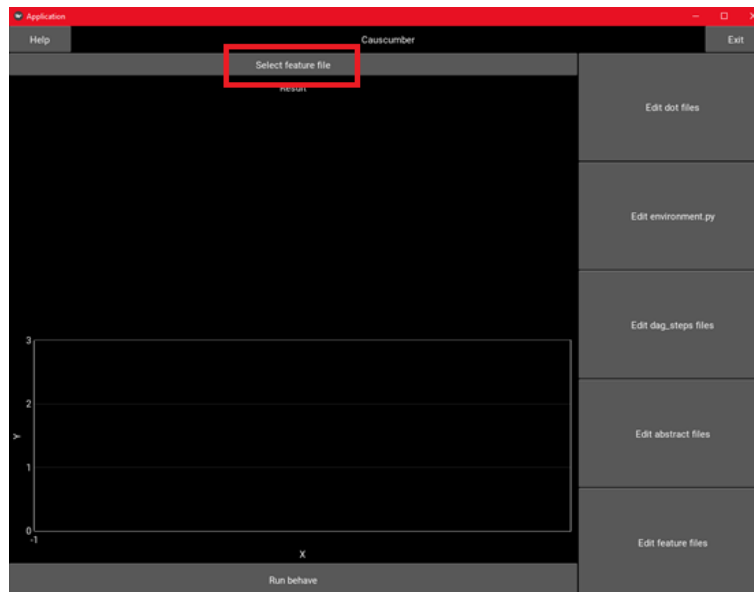 Application
Help
Causcumber
Exit
Select feature file
Result
Edit dot files
Edit environment.py
Edit dag_steps files
Edit abstract files
Edit feature files
3
2
Y
1
0
-1
X
Run behave